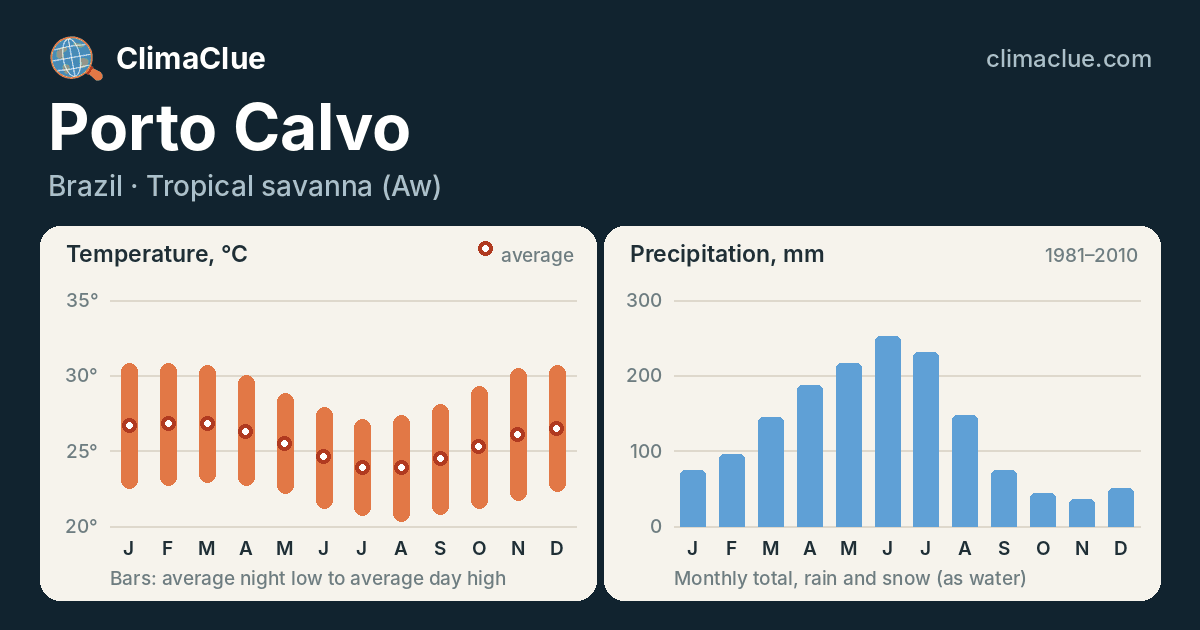 ClimaClue
climaclue.com
Porto Calvo
Brazil · Tropical savanna (Aw)
Temperature, °C
average
35°
30°
25°
20°
J F M A M J J A S O N D
Bars: average night low to average day high
Precipitation, mm
1981–2010
300
200
100
0
J F M A M J J A S O N D
Monthly total, rain and snow (as water)